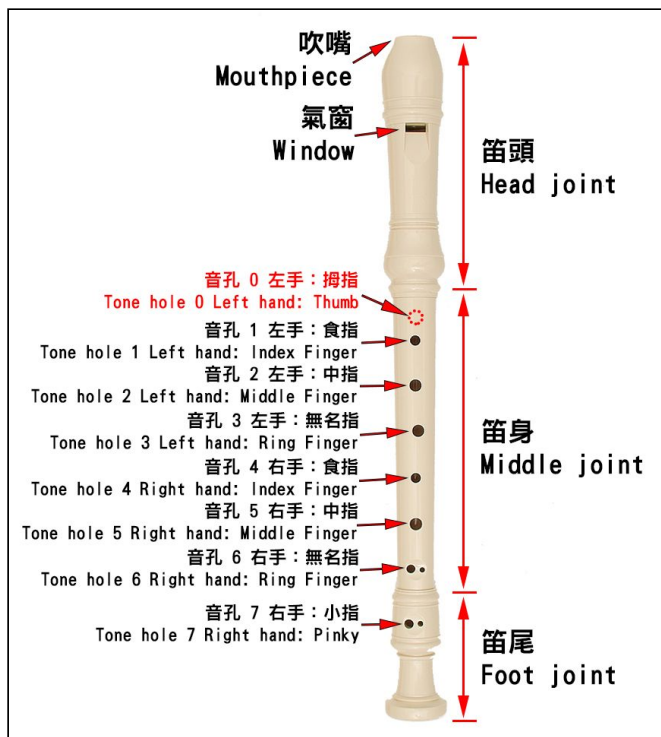 吹嘴
Mouthpiece
氣窗
Window
笛頭
Head joint
音孔 0 左手：拇指
Tone hole 0 Left hand: Thumb
音孔 1 左手：食指
Tone hole 1 Left hand: Index Finger
音孔 2 左手：中指
Tone hole 2 Left hand: Middle Finger
音孔 3 左手：無名指
Tone hole 3 Left hand: Ring Finger
音孔 4 右手：食指
Tone hole 4 Right hand: Index Finger
音孔 5 右手：中指
Tone hole 5 Right hand: Middle Finger
音孔 6 右手：無名指
Tone hole 6 Right hand: Ring Finger
笛身
Middle joint
音孔 7 右手：小指
Tone hole 7 Right hand: Pinky
笛尾
Foot joint